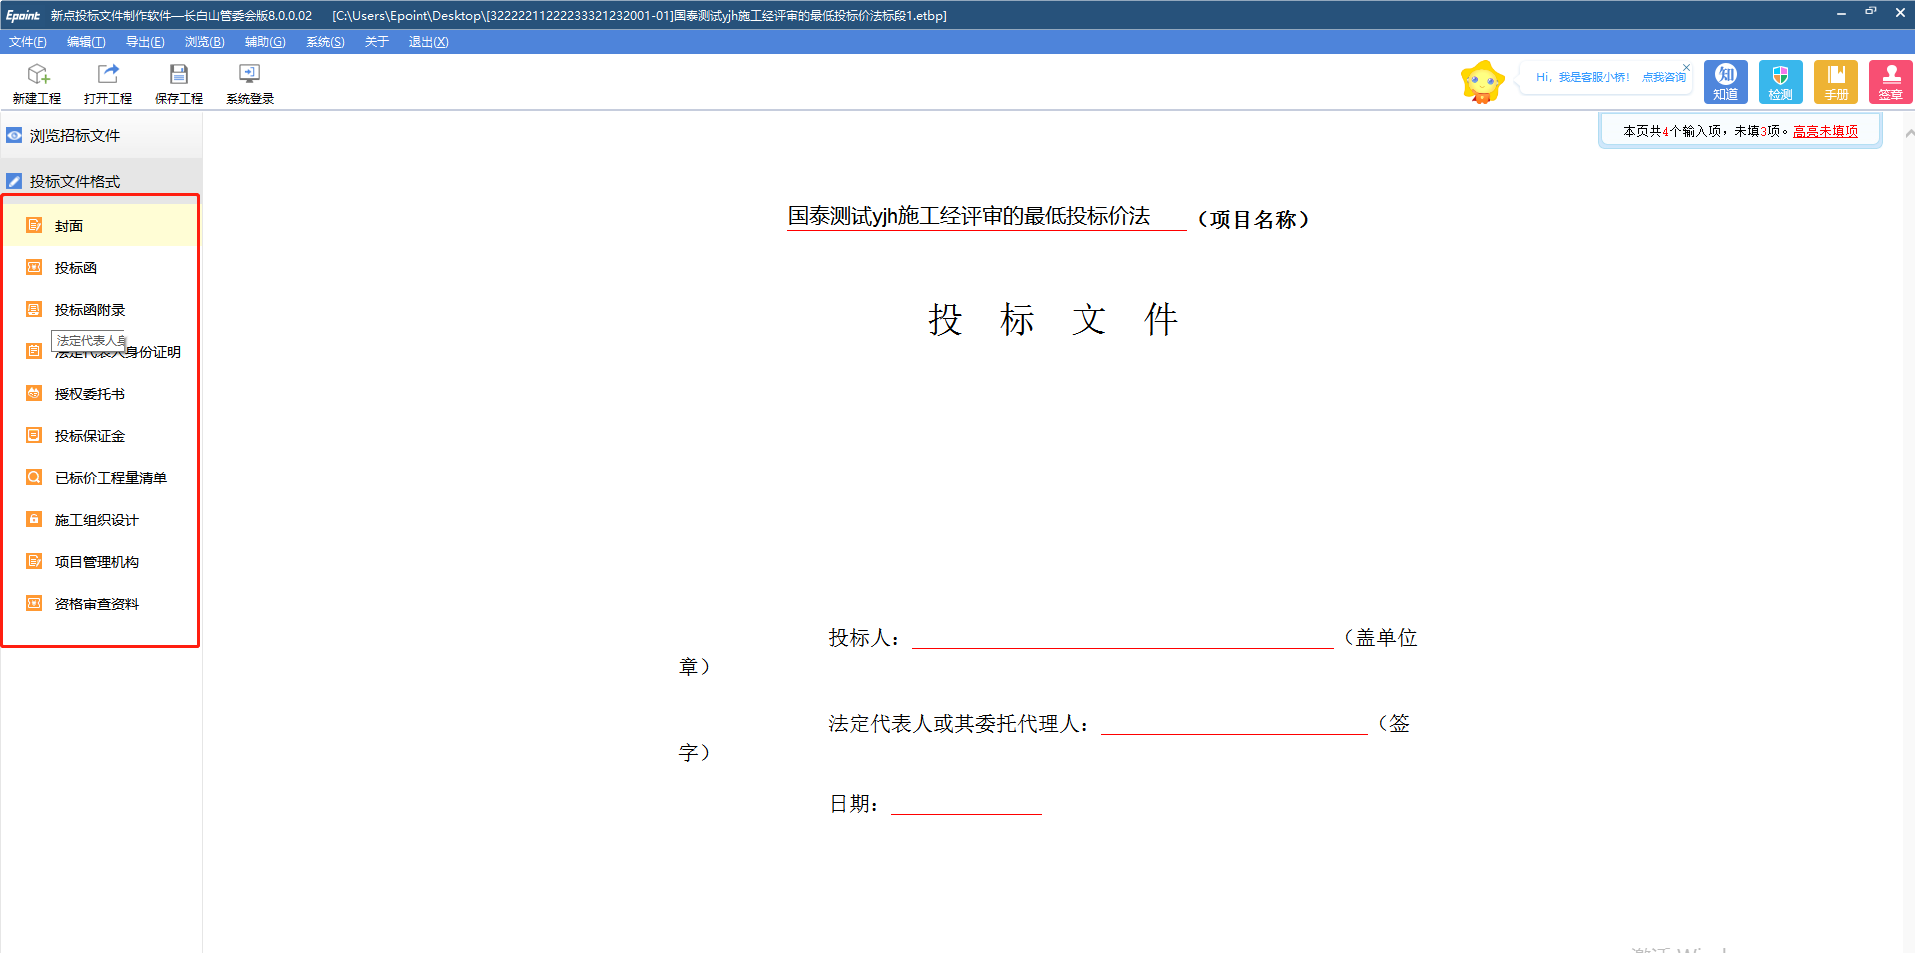 Epoint 新点投标文件制作软件—长白山管委会版8.0.0.02 [C:\Users\Epoint\Desktop\[32222211222233321232001-01]国泰测试yjh施工经评审的最低投标价法标段1.etbp]
文件(F) 编辑(T) 导出(E) 浏览(B) 辅助(G) 系统(S) 关于 退出(X)
新建工程 打开工程 保存工程 系统登录
Hi，我是客服小桥！ 点我咨询
知
知道 检测 手册 签章
浏览招标文件
投标文件格式
封面
投标函
投标函附录
法定代表人身
法定代表人身份证明
授权委托书
投标保证金
已标价工程量清单
施工组织设计
项目管理机构
资格审查资料
本页共4个输入项，未填3项。高亮未填项
国泰测试yjh施工经评审的最低投标价法 （项目名称）
投 标 文 件
投标人： （盖单位
章）
法定代表人或其委托代理人： （签
字）
日期：